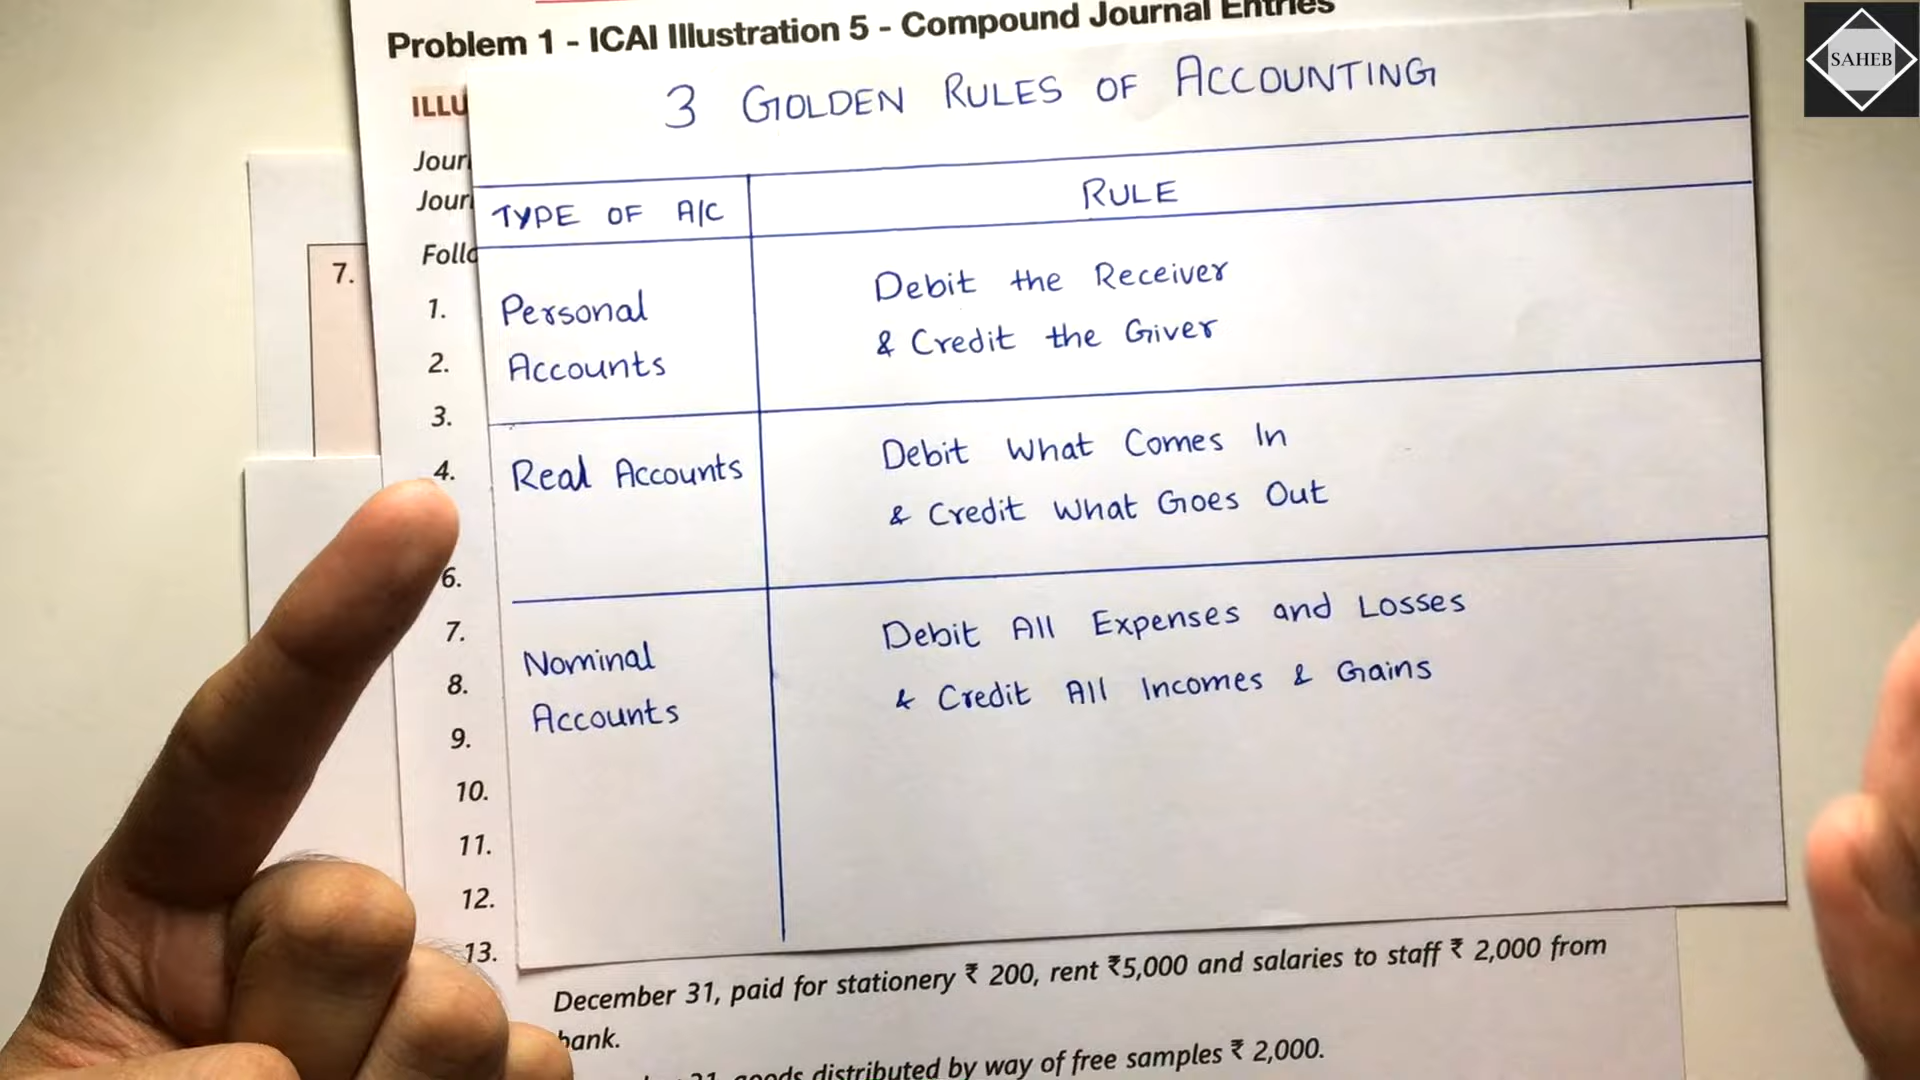 Problem 1 - ICAI Illustration 5 - Compound Journal Entries
SAHEB
3 GOLDEN RULES OF ACCOUNTING
ILLU
Jour
Jour
TYPE OF A/C
RULE
Follo
7.
1.
Personal
Accounts
Debit the Receiver
& Credit the Giver
2.
3.
4.
Real Accounts
Debit What Comes In
& Credit What Goes Out
6.
7.
Nominal
Accounts
Debit All Expenses and Losses
& Credit All Incomes & Gains
8.
9.
10.
11.
12.
13.
December 31, paid for stationery ₹ 200, rent ₹5,000 and salaries to staff ₹ 2,000 from
bank.
goods distributed by way of free samples ₹ 2,000.